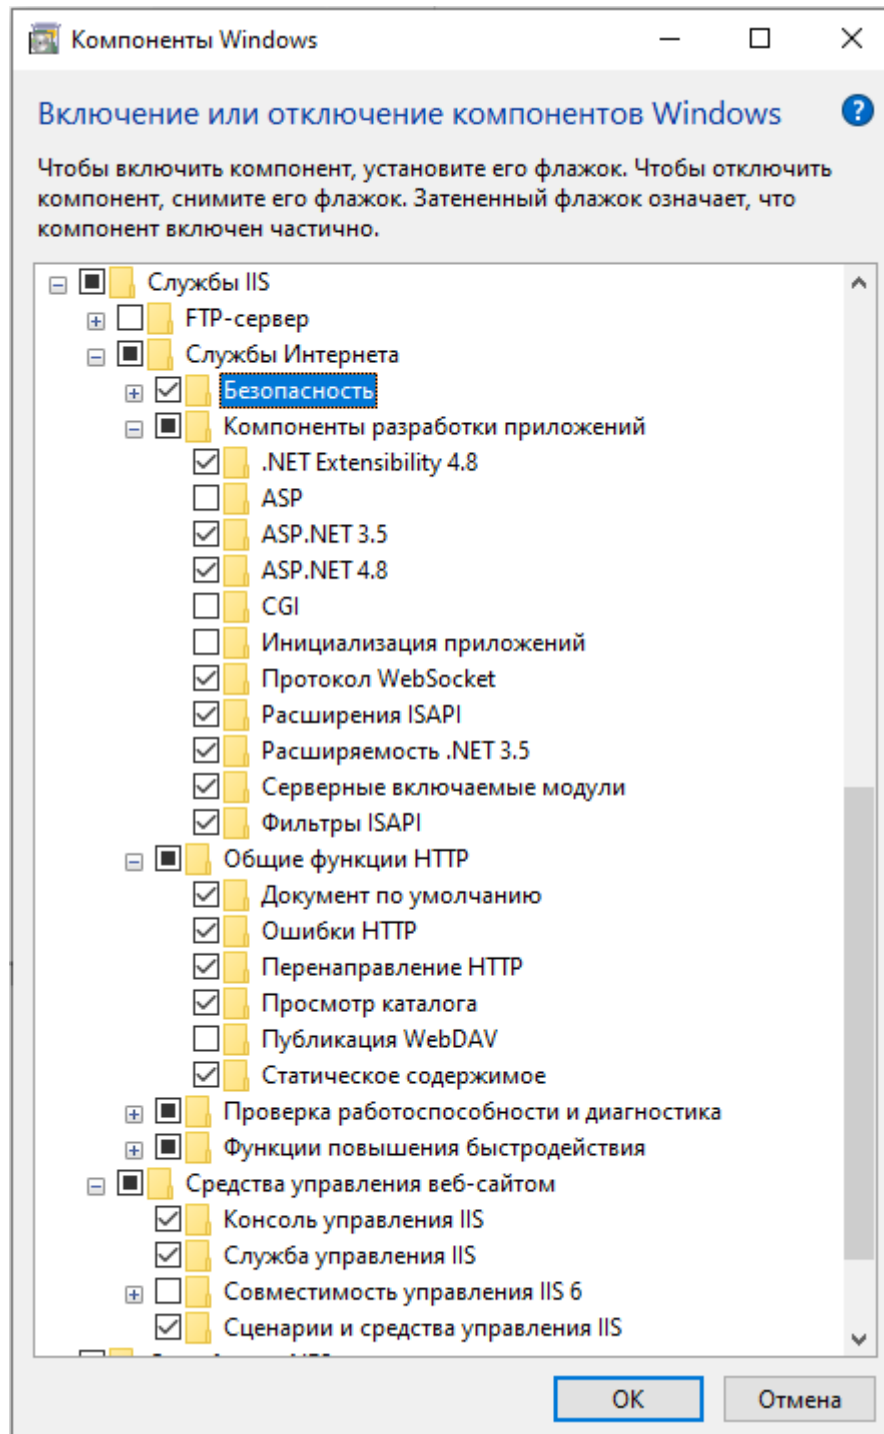 Компоненты Windows
Включение или отключение компонентов Windows
Чтобы включить компонент, установите его флажок. Чтобы отключить
компонент, снимите его флажок. Затененный флажок означает, что
компонент включен частично.
Службы IIS
FTP-сервер
Службы Интернета
Безопасность
Компоненты разработки приложений
.NET Extensibility 4.8
ASP
ASP.NET 3.5
ASP.NET 4.8
CGI
Инициализация приложений
Протокол WebSocket
Расширения ISAPI
Расширяемость .NET 3.5
Серверные включаемые модули
Фильтры ISAPI
Общие функции HTTP
Документ по умолчанию
Ошибки HTTP
Перенаправление HTTP
Просмотр каталога
Публикация WebDAV
Статическое содержимое
Проверка работоспособности и диагностика
Функции повышения быстродействия
Средства управления веб-сайтом
Консоль управления IIS
Служба управления IIS
Совместимость управления IIS 6
Сценарии и средства управления IIS
ОК
Отмена